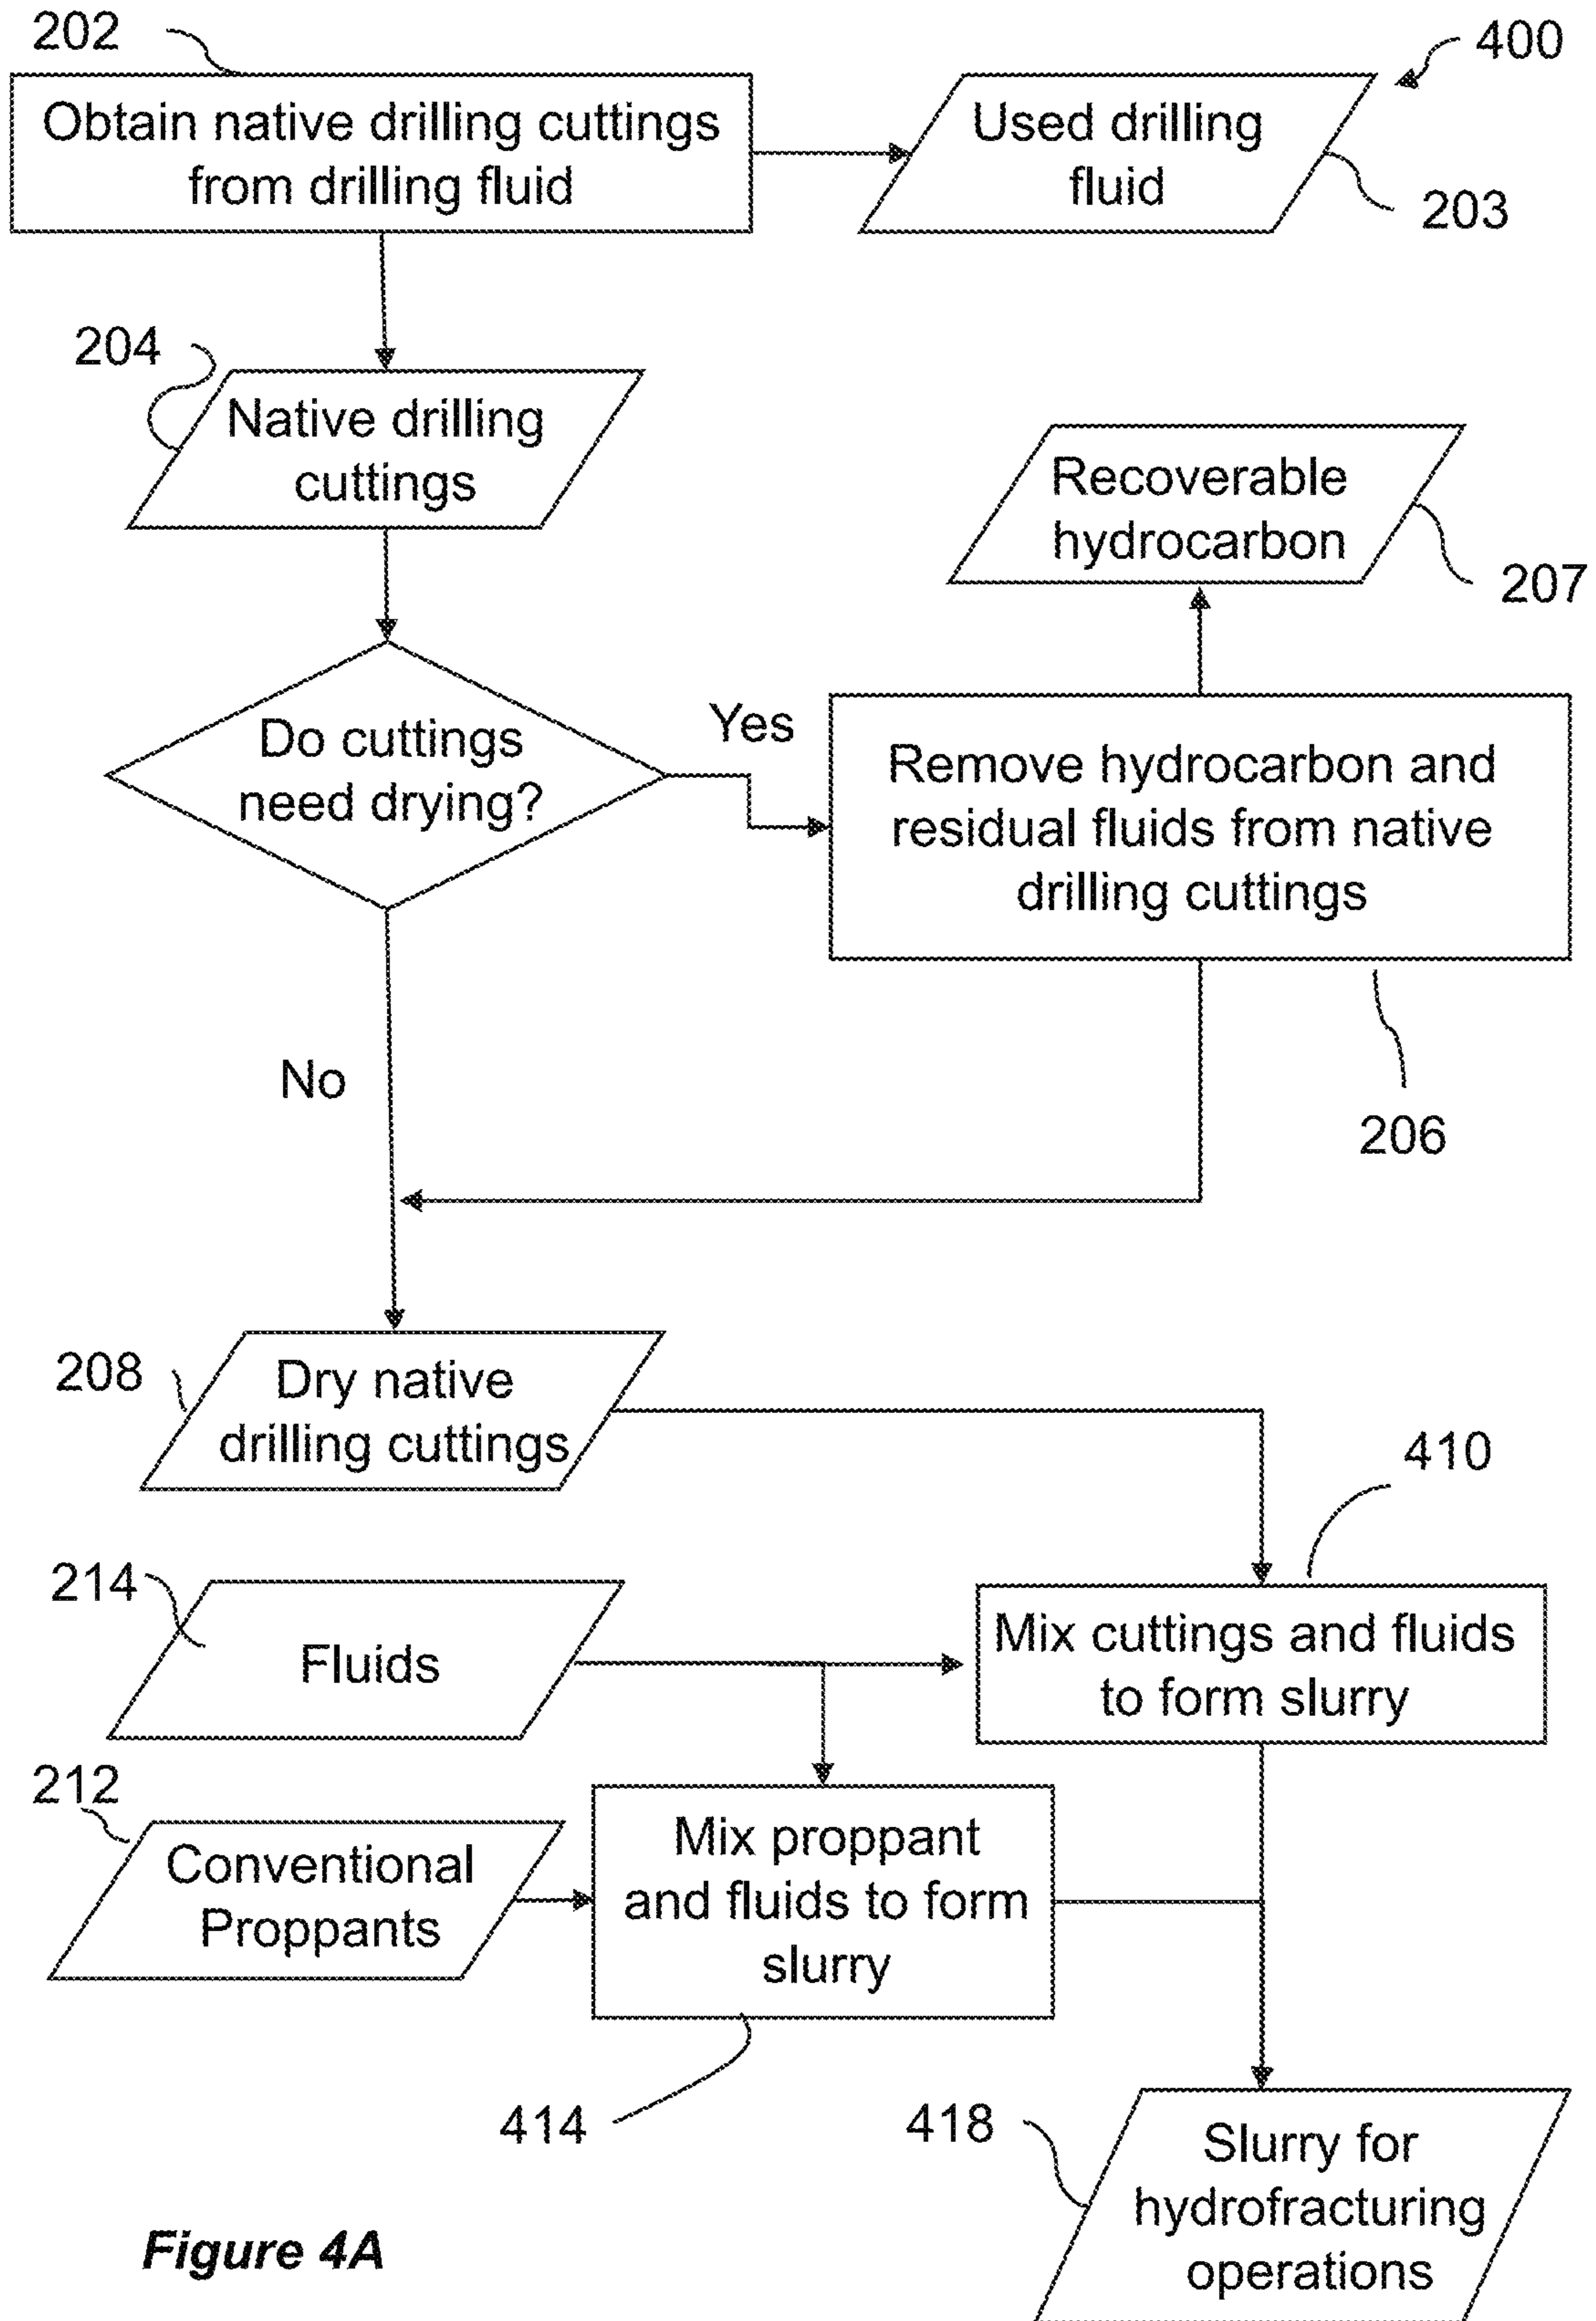 202
400
Obtain native drilling cuttings
from drilling fluid
Used drilling
fluid
203
204
Native drilling
cuttings
Recoverable
hydrocarbon
207
Do cuttings
need drying?
Yes
Remove hydrocarbon and
residual fluids from native
drilling cuttings
No
206
208
Dry native
drilling cuttings
410
214
Fluids
Mix cuttings and fluids
to form slurry
212
Conventional
Proppants
Mix proppant
and fluids to form
slurry
414
418
Slurry for
hydrofracturing
operations
Figure 4A